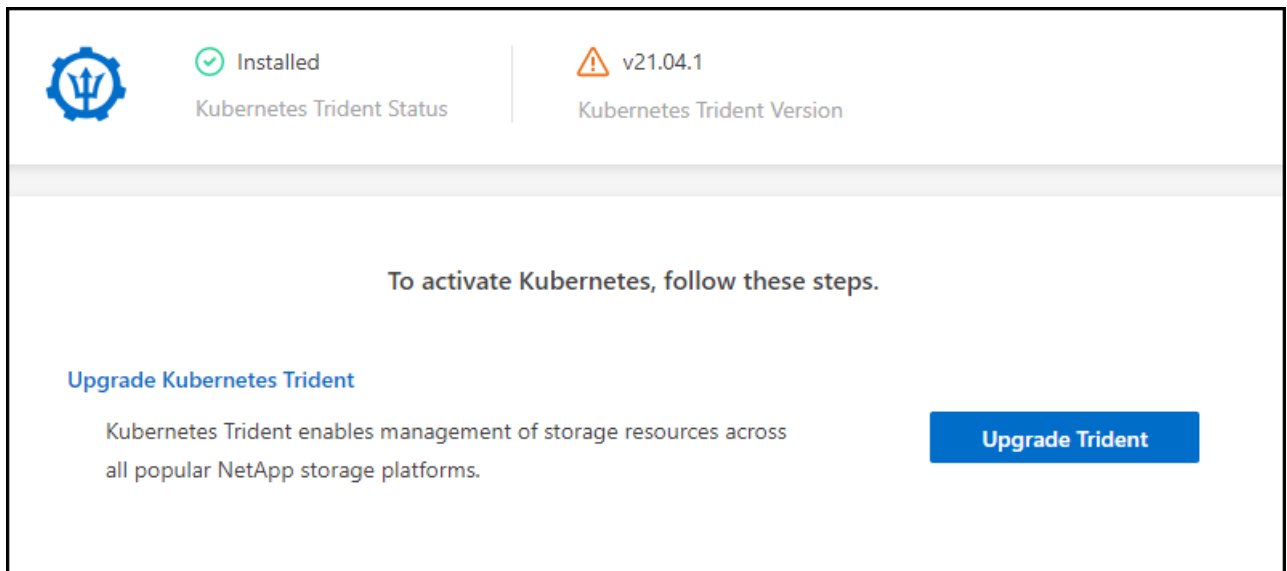 Installed
Kubernetes Trident Status
v21.04.1
Kubernetes Trident Version
To activate Kubernetes, follow these steps.
Upgrade Kubernetes Trident
Kubernetes Trident enables management of storage resources across
all popular NetApp storage platforms.
Upgrade Trident